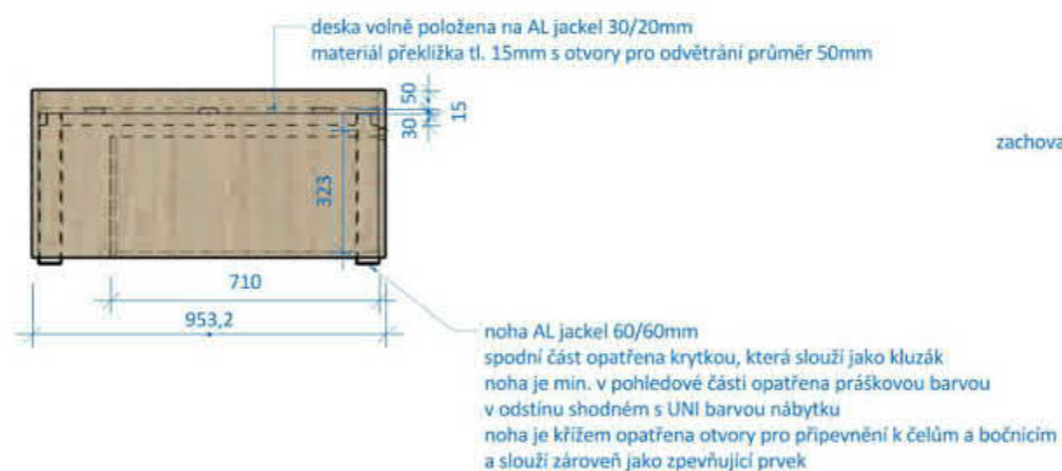 deska volně položena na AL jackel 30/20mm
materiál překližka tl. 15mm s otvory pro odvětrání průměr 50mm
50
15
30
zachova
323
710
953,2
noha AL jackel 60/60mm
spodní část opatřena krytkou, která slouží jako kluzák
noha je min. v pohledové části opatřena práškovou barvou
v odstínu shodném s UNI barvou nábytku
noha je křížem opatřena otvory pro připevnění k čelům a bočnicím
a slouží zároveň jako zpevňující prvek